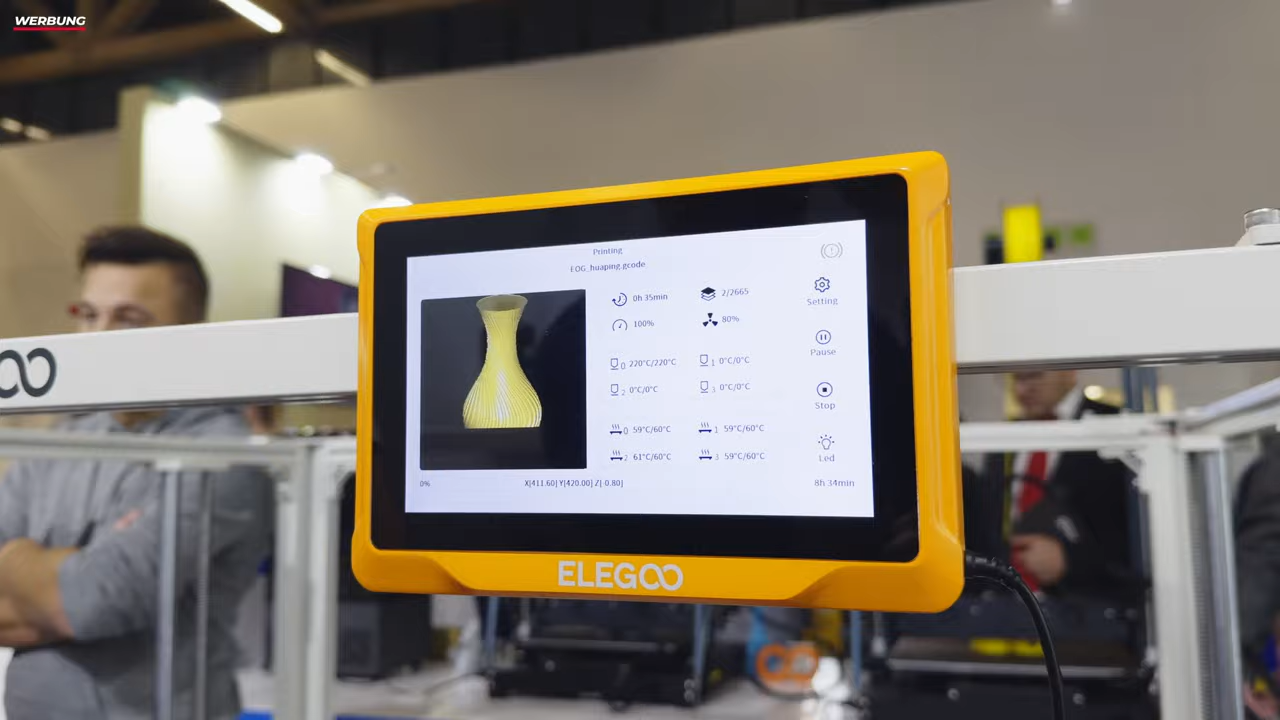 WERBUNG
Printing
EOG_huaping.gcode
0h 35min
2/2665
100%
80%
Setting
Pause
Stop
Led
0 220°C/220°C
1 0°C/0°C
2 0°C/0°C
3 0°C/0°C
0 59°C/60°C
1 59°C/60°C
2 61°C/60°C
3 59°C/60°C
0%
X[411.60] Y[420.00] Z[ 0.80]
8h 34min
ELEGOO